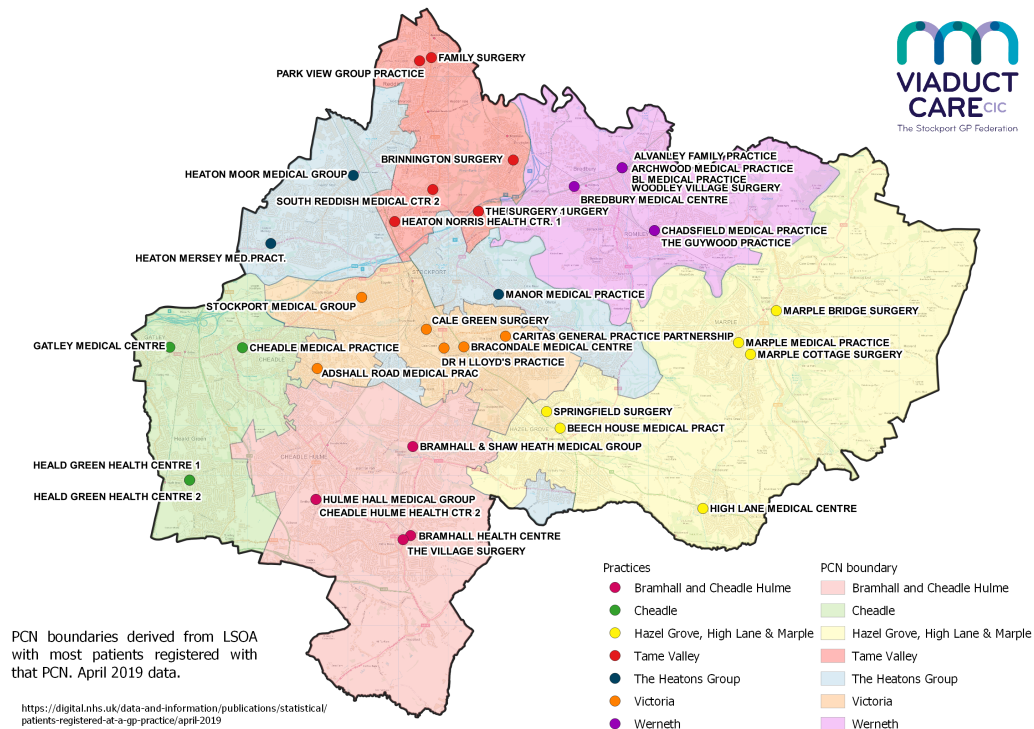 VIADUCT
CARE CIC
The Stockport GP Federation
FAMILY SURGERY
PARK VIEW GROUP PRACTICE
BRINNINGTON SURGERY
ALVANLEY FAMILY PRACTICE
ARCHWOOD MEDICAL PRACTICE
BL MEDICAL PRACTICE
WOODLEY VILLAGE SURGERY
HEATON MOOR MEDICAL GROUP
SOUTH REDDISH MEDICAL CTR 2
BREDBURY MEDICAL CENTRE
THE SURGERY 1
HEATON NORRIS HEALTH CTR. 1
CHADSFIELD MEDICAL PRACTICE
THE GUYWOOD PRACTICE
HEATON MERSEY MED.PRACT.
STOCKPORT
MANOR MEDICAL PRACTICE
STOCKPORT MEDICAL GROUP
MARPLE BRIDGE SURGERY
CALE GREEN SURGERY
MARPLE
CARITAS GENERAL PRACTICE PARTNERSHIP
GATLEY
GATLEY MEDICAL CENTRE
CHEADLE MEDICAL PRACTICE
BRACONDALE MEDICAL CENTRE
MARPLE MEDICAL PRACTICE
MARPLE COTTAGE SURGERY
CHEADLE
DR H LLOYD'S PRACTICE
ADSHALL ROAD MEDICAL PRAC
SPRINGFIELD SURGERY
HAZEL GROVE
BEECH HOUSE MEDICAL PRACT
Heald Green
BRAMHALL & SHAW HEATH MEDICAL GROUP
CHEADLE HULME
HEALD GREEN HEALTH CENTRE 1
HEALD GREEN HEALTH CENTRE 2
HULME HALL MEDICAL GROUP
CHEADLE HULME HEALTH CTR 2
HIGH LANE MEDICAL CENTRE
BRAMHALL HEALTH CENTRE
THE VILLAGE SURGERY
Practices
Bramhall and Cheadle Hulme
Cheadle
Hazel Grove, High Lane & Marple
Tame Valley
The Heatons Group
Victoria
Werneth
PCN boundary
Bramhall and Cheadle Hulme
Cheadle
Hazel Grove, High Lane & Marple
Tame Valley
The Heatons Group
Victoria
Werneth
PCN boundaries derived from LSOA
with most patients registered with
that PCN. April 2019 data.
https://digital.nhs.uk/data-and-information/publications/statistical/
patients-registered-at-a-gp-practice/april-2019